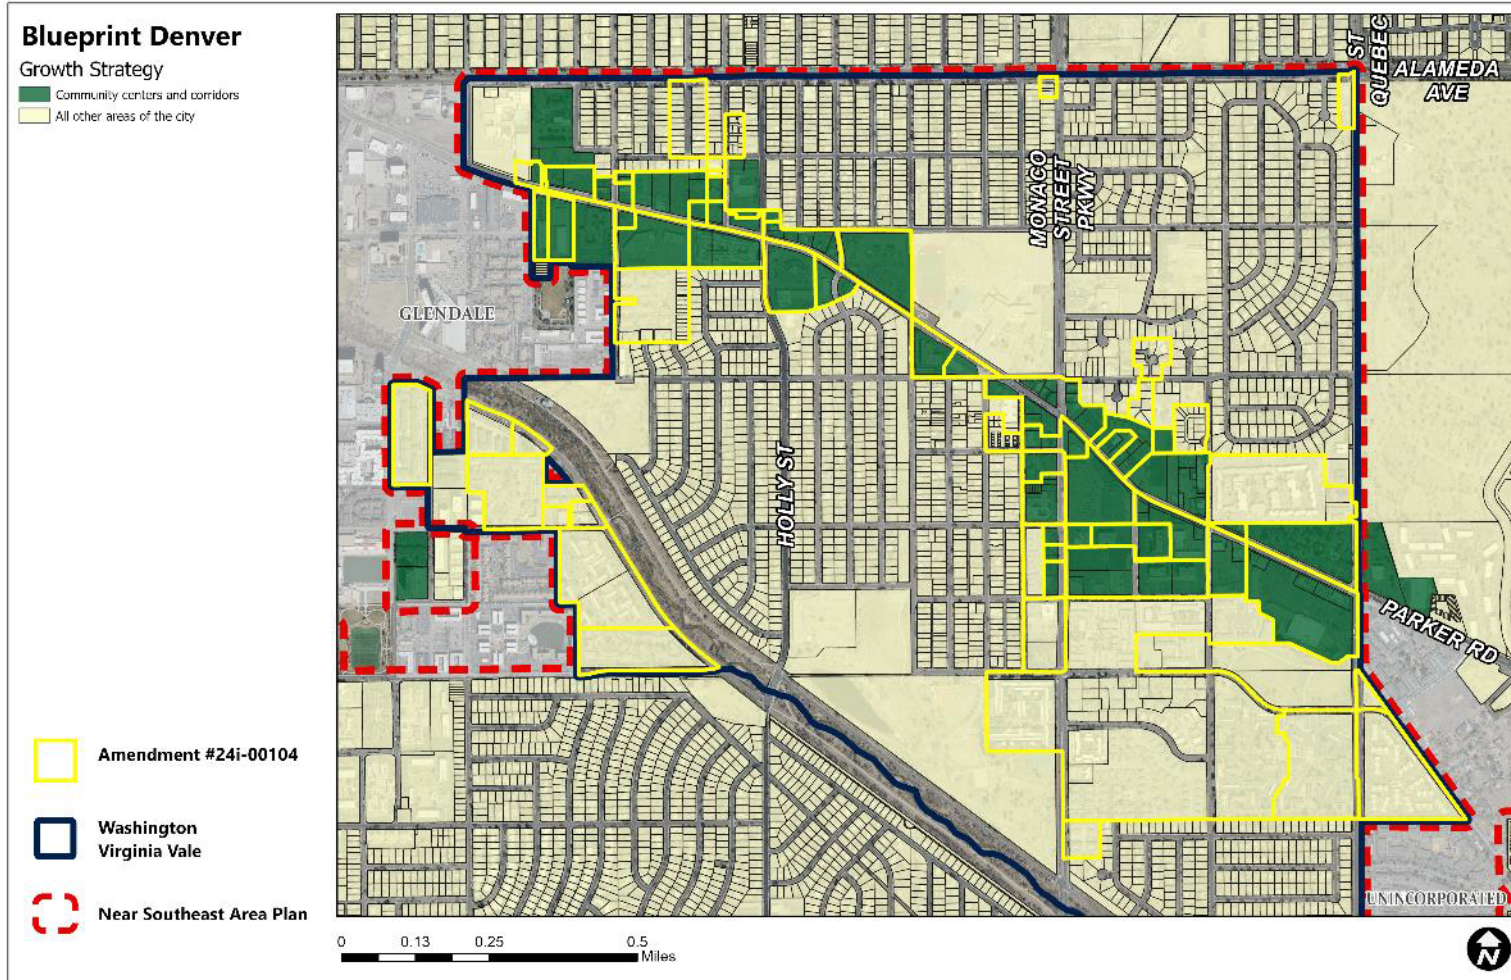 Blueprint Denver
Growth Strategy
Community centers and corridors
All other areas of the city
ST
QUEBEC
ALAMEDA
AVE
MONACO
STREET
PKWY
GLENDALE
HOLLY ST
PARKER RD
UNINCORPORATED
Amendment #24i-00104
Washington
Virginia Vale
Near Southeast Area Plan
0 0.13 0.25 0.5
Miles
N